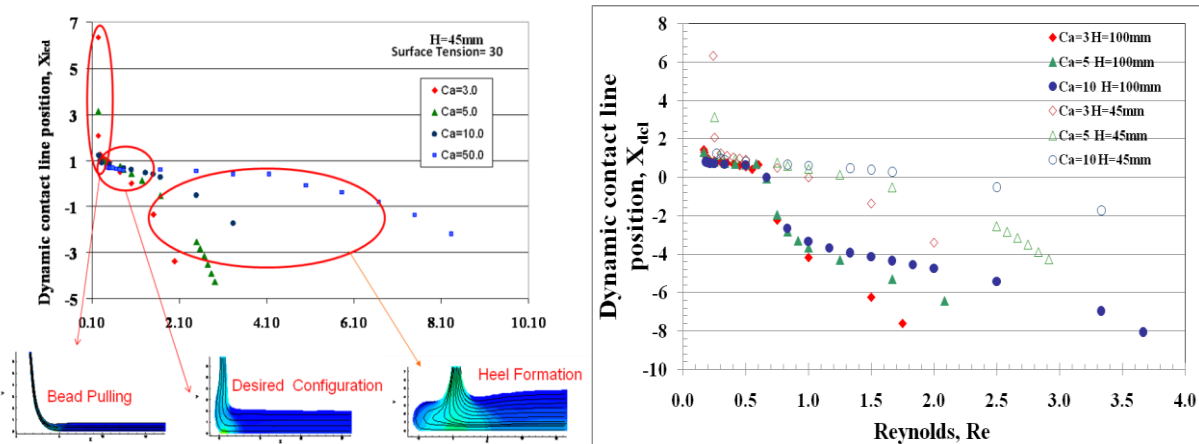 7
5
3
1
-1
-3
-5
0.10
2.10
4.10
6.10
8.10
10.10
Dynamic contact line position, Xdcl
H=45mm
Surface Tension= 30
Ca=3.0
Ca=5.0
Ca=10.0
Ca=50.0
Bead Pulling
Desired Configuration
Heel Formation
8
6
4
2
0
-2
-4
-6
-8
-10
0.0
0.5
1.0
1.5
2.0
2.5
3.0
3.5
4.0
Dynamic contact line
position, Xdcl
Reynolds, Re
Ca=3 H=100mm
Ca=5 H=100mm
Ca=10 H=100mm
Ca=3 H=45mm
Ca=5 H=45mm
Ca=10 H=45mm